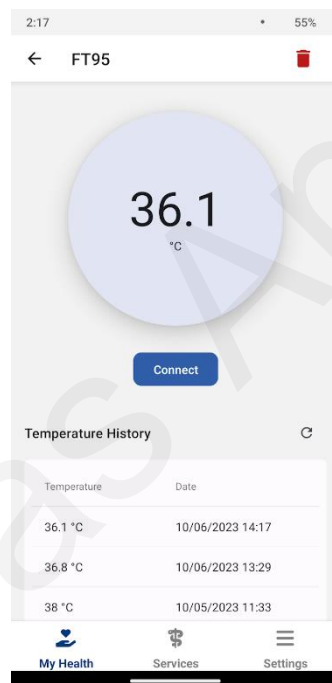 2:17 55%
← FT95
36.1
°C
Connect
Temperature History
Temperature Date
36.1 °C 10/06/2023 14:17
36.8 °C 10/06/2023 13:29
38 °C 10/05/2023 11:33
My Health Services Settings